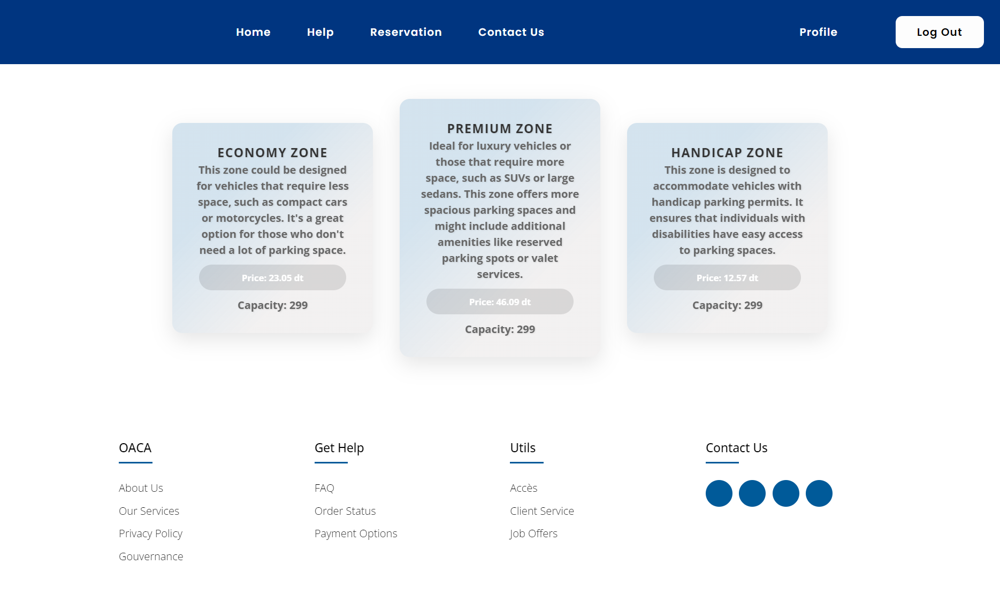 Home Help Reservation Contact Us Profile Log Out
ECONOMY ZONE
This zone could be designed
for vehicles that require less
space, such as compact cars
or motorcycles. It's a great
option for those who don't
need a lot of parking space.
Price: 23.05 dt
Capacity: 299
PREMIUM ZONE
Ideal for luxury vehicles or
those that require more
space, such as SUVs or large
sedans. This zone offers more
spacious parking spaces and
might include additional
amenities like reserved
parking spots or valet
services.
Price: 46.09 dt
Capacity: 299
HANDICAP ZONE
This zone is designed to
accommodate vehicles with
handicap parking permits. It
ensures that individuals with
disabilities have easy access
to parking spaces.
Price: 12.57 dt
Capacity: 299
OACA
About Us
Our Services
Privacy Policy
Gouvernance
Get Help
FAQ
Order Status
Payment Options
Utils
Accès
Client Service
Job Offers
Contact Us